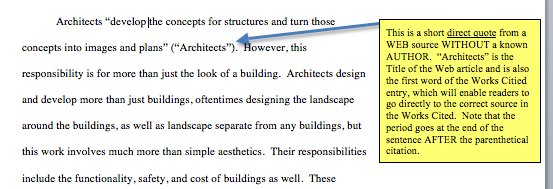 Architects “develop the concepts for structures and turn those
concepts into images and plans” (“Architects”).  However, this
responsibility is for more than just the look of a building.  Architects design
and develop more than just buildings, oftentimes designing the landscape
around the buildings, as well as landscape separate from any buildings, but
this work involves much more than simple aesthetics.  Their responsibilities
include the functionality, safety, and cost of buildings as well.  These
This is a short direct quote from a
WEB source WITHOUT a known
AUTHOR.  “Architects” is the
Title of the Web article and is also
the first word of the Works Citied
entry, which will enable readers to
go directly to the correct source in
the Works Cited.  Note that the
period goes at the end of the
sentence AFTER the parenthetical
citation.